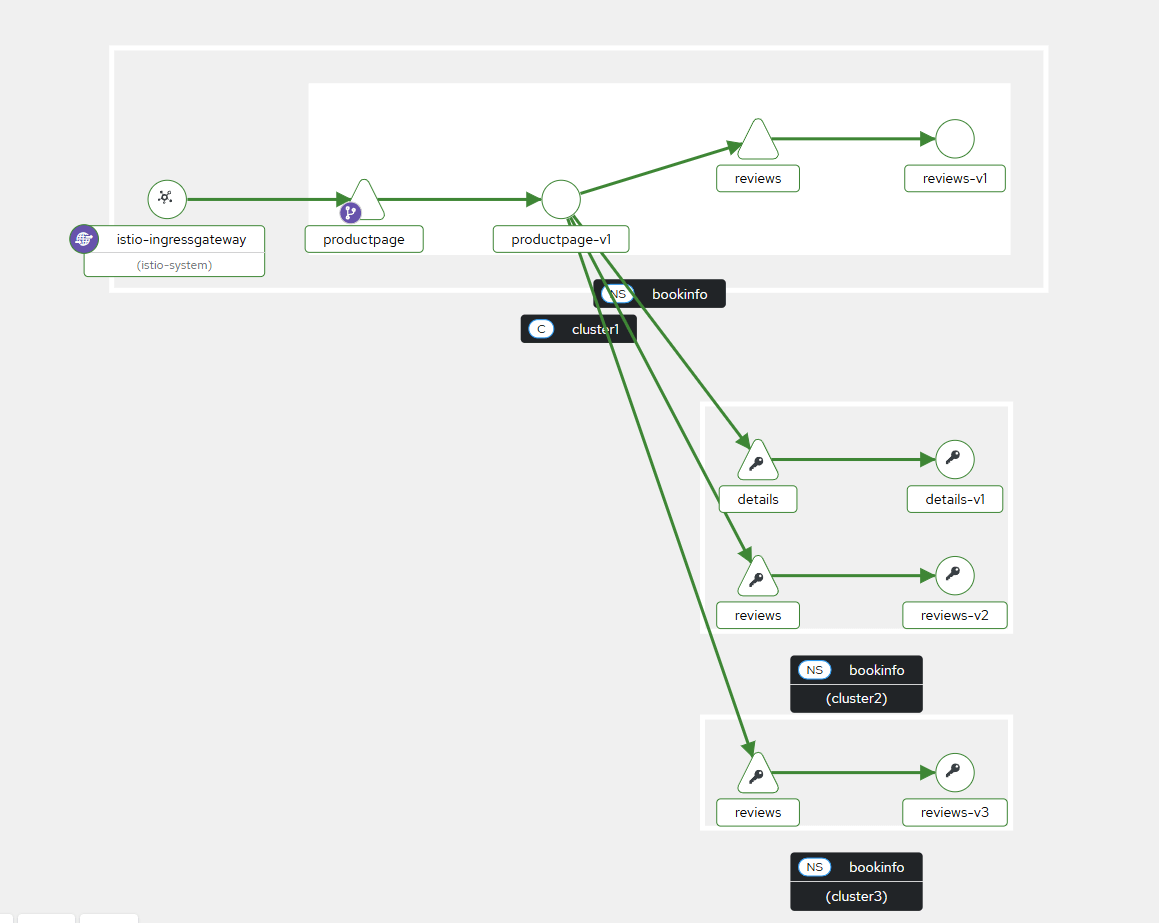 reviews
reviews-v1
istio-ingressgateway
(istio-system)
productpage
productpage-v1
NS bookinfo
C cluster1
details
details-v1
reviews
reviews-v2
NS bookinfo
(cluster2)
reviews
reviews-v3
NS bookinfo
(cluster3)